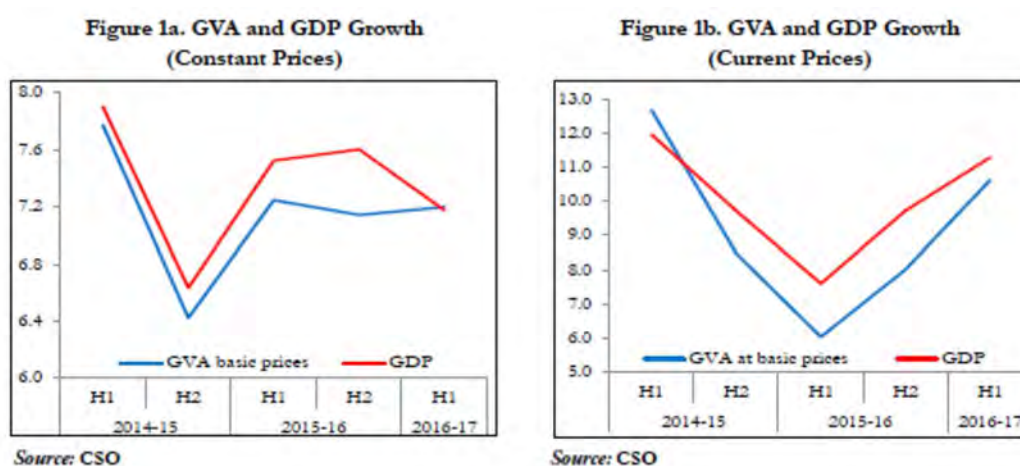 Figure 1a. GVA and GDP Growth
(Constant Prices)
8.0
7.6
7.2
6.8
6.4
6.0
GVA basic prices GDP
H1 H2 H1 H2 H1
2014-15 2015-16 2016-17
Source: CSO
Figure 1b. GVA and GDP Growth
(Current Prices)
13.0
12.0
11.0
10.0
9.0
8.0
7.0
6.0
5.0
GVA at basic prices GDP
H1 H2 H1 H2 H1
2014-15 2015-16 2016-17
Source: CSO